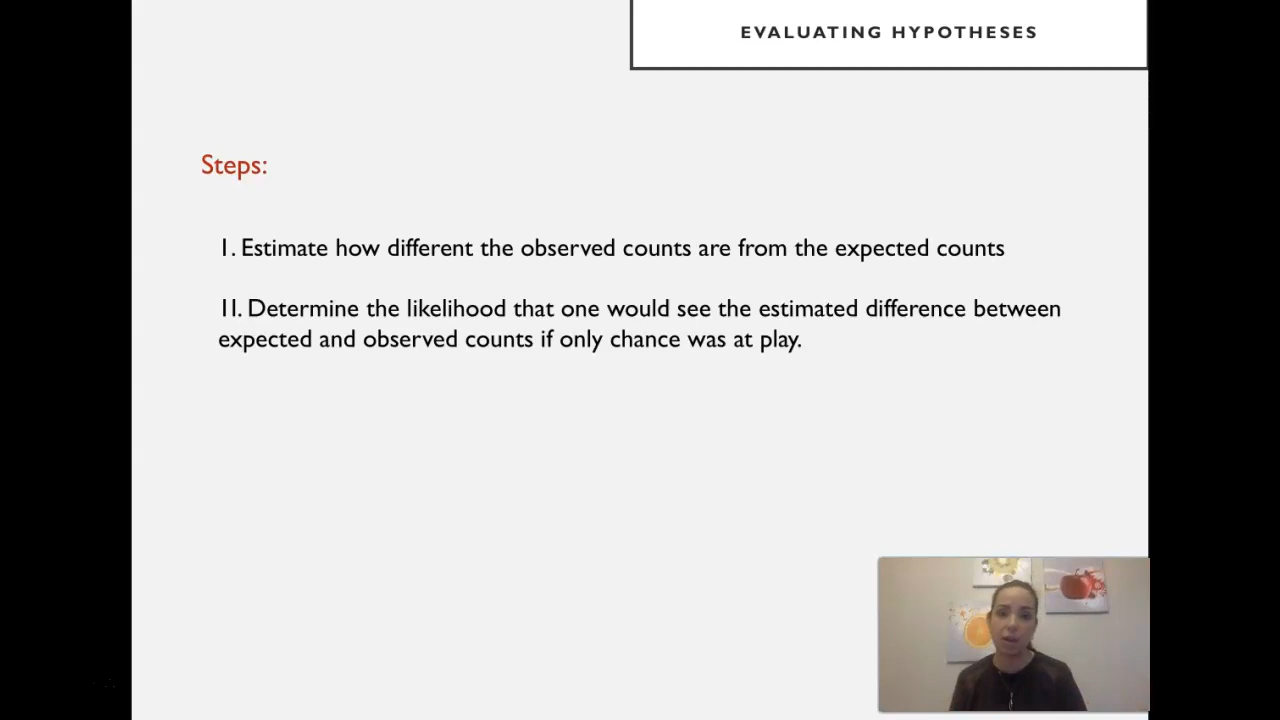 EVALUATING HYPOTHESES
Steps:
I. Estimate how different the observed counts are from the expected counts
II. Determine the likelihood that one would see the estimated difference between
expected and observed counts if only chance was at play.